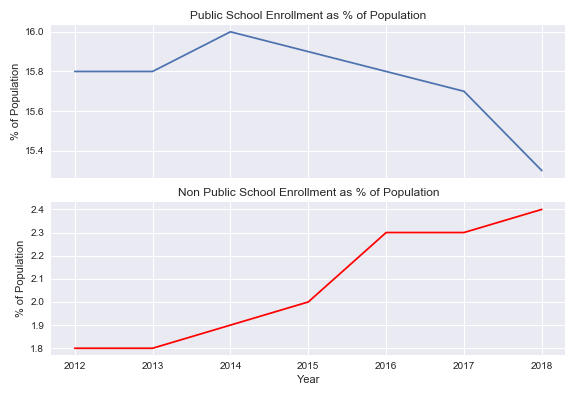 Public School Enrollment as % of Population
16.0
15.8
15.6
15.4
% of Population
Non Public School Enrollment as % of Population
2.4
2.3
2.2
2.1
2.0
1.9
1.8
% of Population
2012 2013 2014 2015 2016 2017 2018
Year